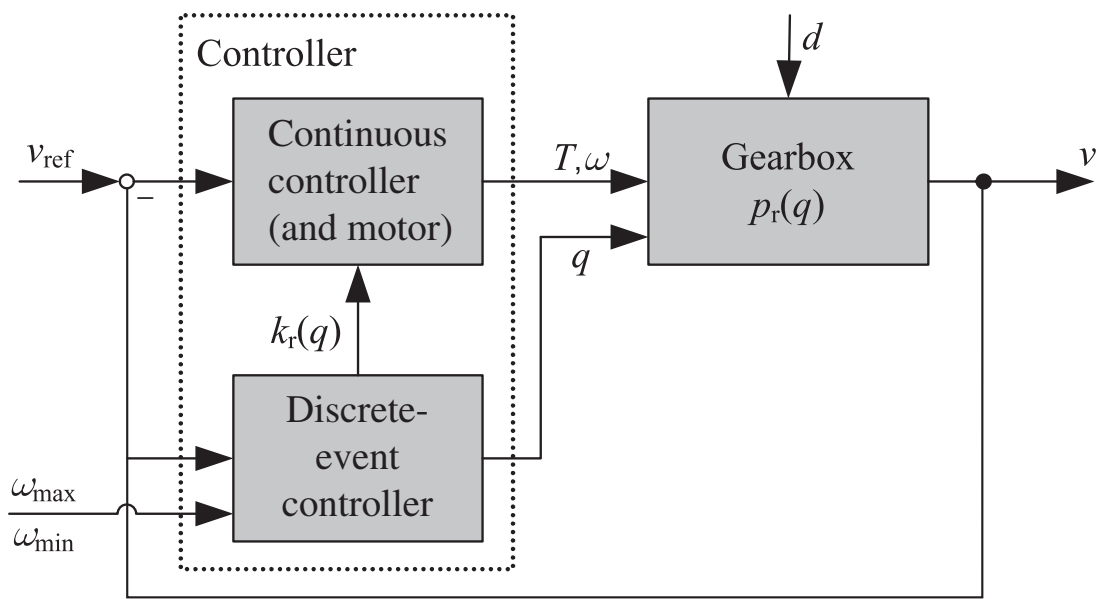 d
Controller
Continuous
controller
(and motor)
v_ref
−
T,ω
Gearbox
p_r(q)
v
q
k_r(q)
Discrete-
event
controller
ω_max
ω_min